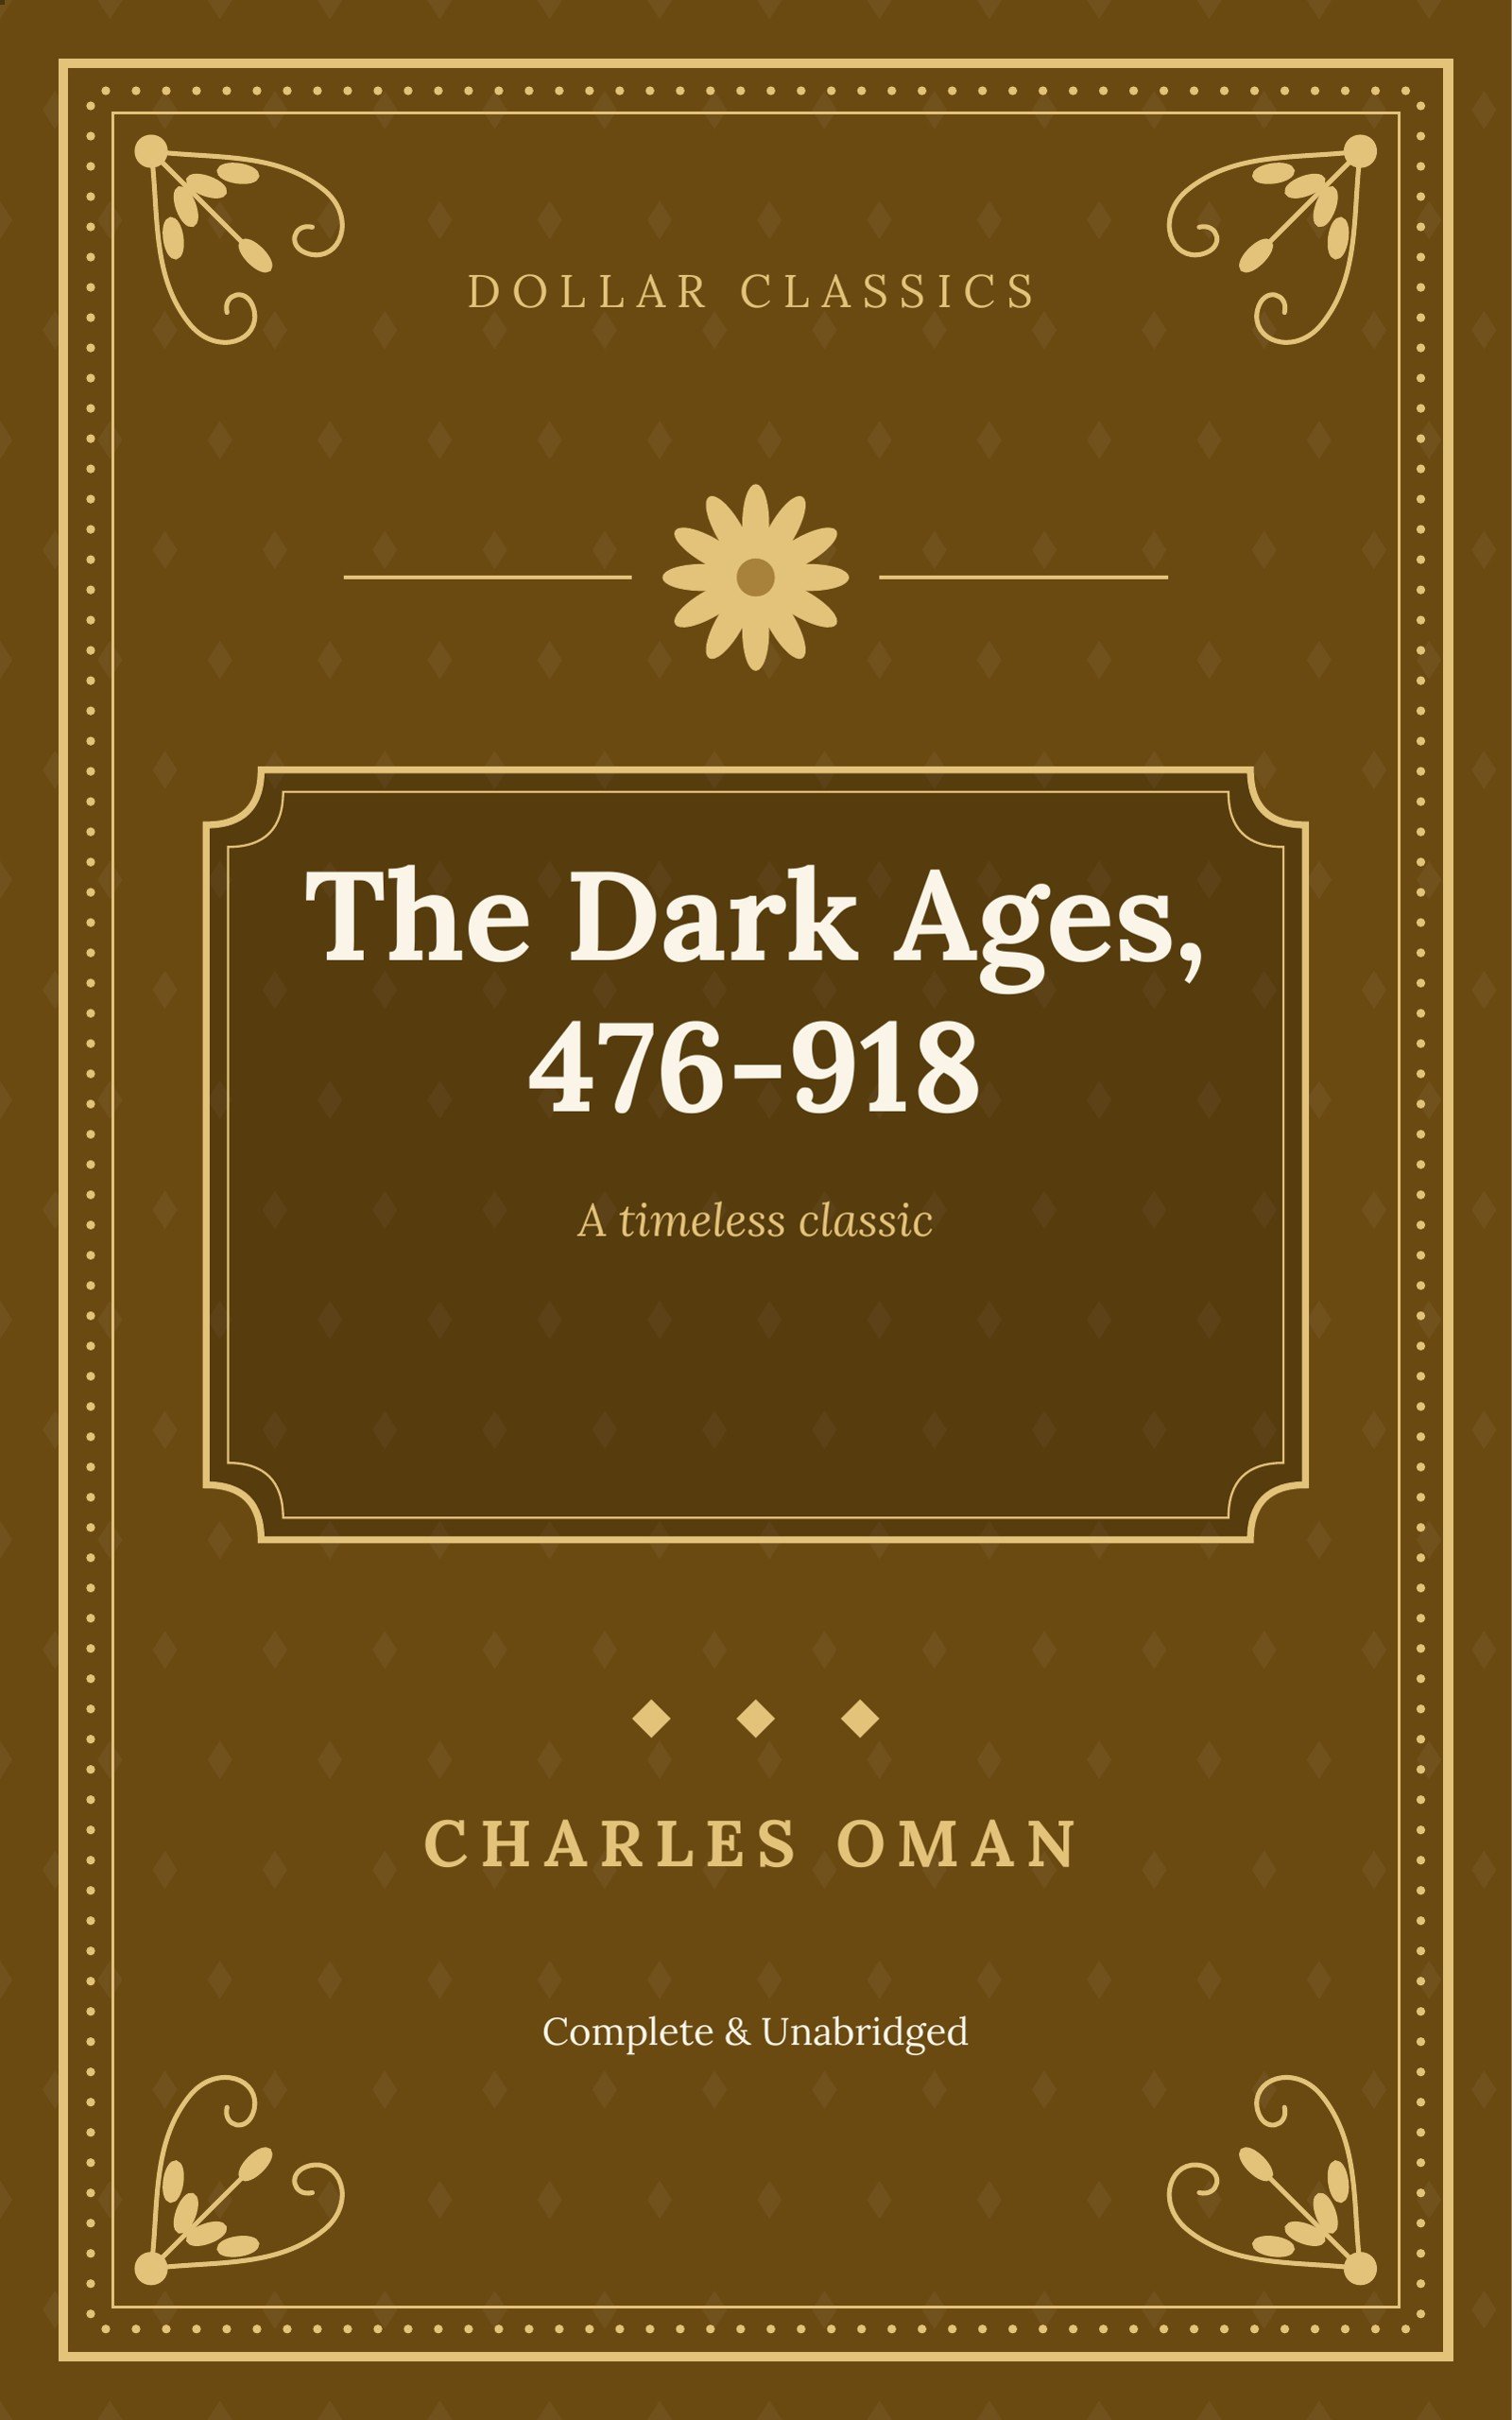 DOLLAR CLASSICS
The Dark Ages,
476–918
A timeless classic
CHARLES OMAN
Complete & Unabridged